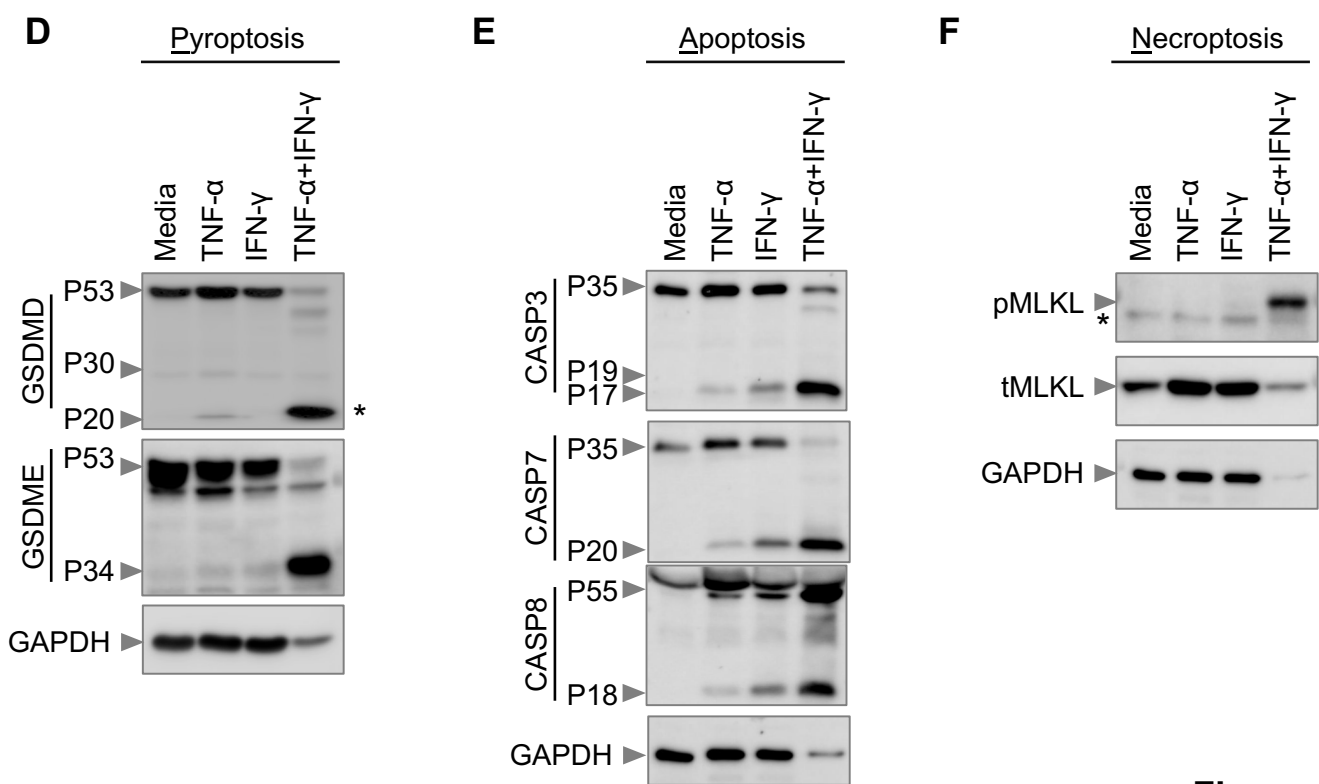 D
Pyroptosis
Media
TNF-α
IFN-γ
TNF-α+IFN-γ
GSDMD
P53
P30
P20
*
GSDME
P53
P34
GAPDH
E
Apoptosis
Media
TNF-α
IFN-γ
TNF-α+IFN-γ
CASP3
P35
P19
P17
CASP7
P35
P20
CASP8
P55
P18
GAPDH
F
Necroptosis
Media
TNF-α
IFN-γ
TNF-α+IFN-γ
pMLKL
*
tMLKL
GAPDH